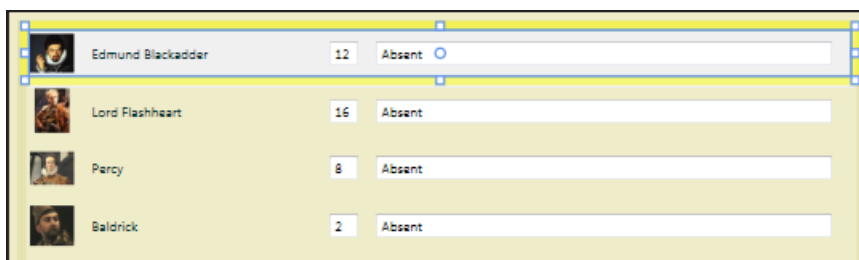 Edmund Blackadder 12 Absent
Lord Flashheart 16 Absent
Percy 8 Absent
Baldrick 2 Absent